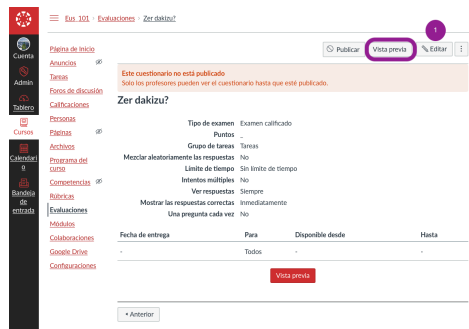 Eus_101 › Evaluaciones › Zer dakizu?
1
Publicar
Vista previa
Editar
Cuenta
Admin
Tablero
Cursos
Calendari
o
Bandeja
de
entrada
Página de Inicio
Anuncios
Tareas
Foros de discusión
Calificaciones
Personas
Páginas
Archivos
Programa del
curso
Competencias
Rúbricas
Evaluaciones
Módulos
Colaboraciones
Google Drive
Configuraciones
Este cuestionario no está publicado
Solo los profesores pueden ver el cuestionario hasta que esté publicado.
Zer dakizu?
Tipo de examen Examen calificado
Puntos _
Grupo de tareas Tareas
Mezclar aleatoriamente las respuestas No
Límite de tiempo Sin límite de tiempo
Intentos múltiples No
Ver respuestas Siempre
Mostrar las respuestas correctas Inmediatamente
Una pregunta cada vez No
Fecha de entrega Para Disponible desde Hasta
- Todos - -
Vista previa
◂ Anterior